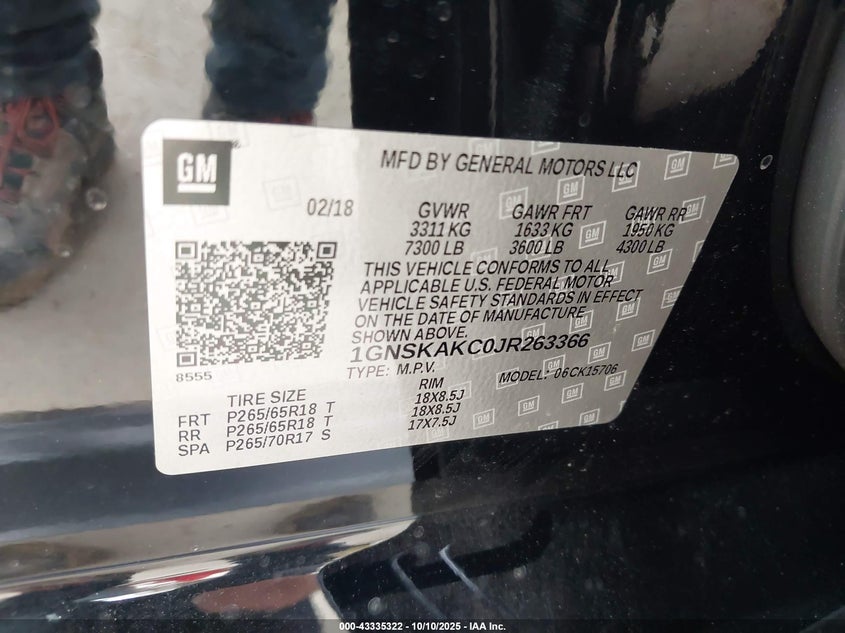 GM
MFD BY GENERAL MOTORS LLC
02/18 GVWR GAWR FRT GAWR RR
3311 KG 1633 KG 1950 KG
7300 LB 3600 LB 4300 LB
THIS VEHICLE CONFORMS TO ALL
APPLICABLE U.S. FEDERAL MOTOR
VEHICLE SAFETY STANDARDS IN EFFECT
ON THE DATE OF MANUFACTURE
SHOWN ABOVE.
1GNSKAKC0JR263366
8555
TYPE: M.P.V. MODEL: 06CK15706
TIRE SIZE RIM
FRT P265/65R18 T 18X8.5J
RR P265/65R18 T 18X8.5J
SPA P265/70R17 S 17X7.5J
000-43335322 - 10/10/2025 - IAA Inc.